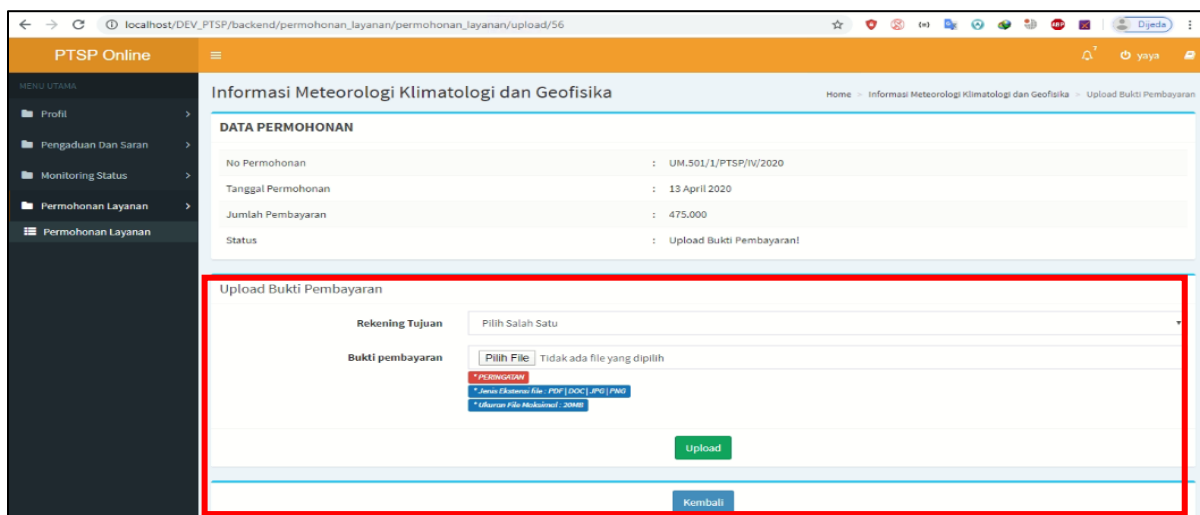 localhost/DEV_PTSP/backend/permohonan_layanan/permohonan_layanan/upload/56
Dijeda
PTSP Online
7
yaya
MENU UTAMA
Profil
Pengaduan Dan Saran
Monitoring Status
Permohonan Layanan
Permohonan Layanan
Informasi Meteorologi Klimatologi dan Geofisika
Home > Informasi Meteorologi Klimatologi dan Geofisika > Upload Bukti Pembayaran
DATA PERMOHONAN
No Permohonan : UM.501/1/PTSP/IV/2020
Tanggal Permohonan : 13 April 2020
Jumlah Pembayaran : 475.000
Status : Upload Bukti Pembayaran!
Upload Bukti Pembayaran
Rekening Tujuan Pilih Salah Satu
Bukti pembayaran Pilih File Tidak ada file yang dipilih
* PERINGATAN
* Jenis Ekstensi file : PDF | DOC | JPG | PNG
* Ukuran File Maksimal : 20MB
Upload
Kembali